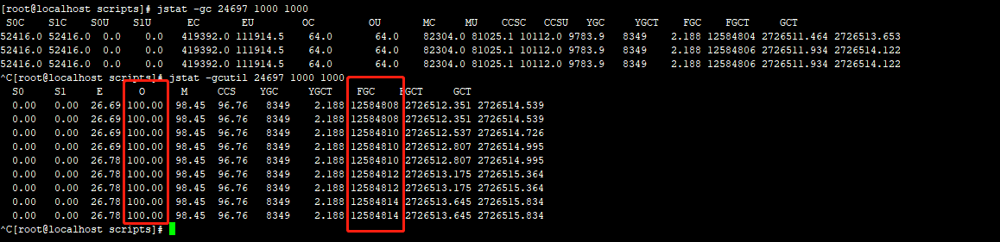 [root@localhost scripts]# jstat -gc 24697 1000 1000
S0C S1C S0U S1U EC EU OC OU MC MU CCSC CCSU YGC YGCT FGC FGCT GCT
52416.0 52416.0 0.0 0.0 419392.0 111914.5 64.0 64.0 82304.0 81025.1 10112.0 9783.9 8349 2.188 12584804 2726511.464 2726513.653
52416.0 52416.0 0.0 0.0 419392.0 111914.5 64.0 64.0 82304.0 81025.1 10112.0 9783.9 8349 2.188 12584806 2726511.934 2726514.122
52416.0 52416.0 0.0 0.0 419392.0 111914.5 64.0 64.0 82304.0 81025.1 10112.0 9783.9 8349 2.188 12584806 2726511.934 2726514.122
^C[root@localhost scripts]# jstat -gcutil 24697 1000 1000
S0 S1 E O M CCS YGC YGCT FGC FGCT GCT
0.00 0.00 26.69 100.00 98.45 96.76 8349 2.188 12584808 2726512.351 2726514.539
0.00 0.00 26.69 100.00 98.45 96.76 8349 2.188 12584808 2726512.351 2726514.539
0.00 0.00 26.69 100.00 98.45 96.76 8349 2.188 12584810 2726512.537 2726514.726
0.00 0.00 26.69 100.00 98.45 96.76 8349 2.188 12584810 2726512.807 2726514.995
0.00 0.00 26.78 100.00 98.45 96.76 8349 2.188 12584810 2726512.807 2726514.995
0.00 0.00 26.78 100.00 98.45 96.76 8349 2.188 12584812 2726513.175 2726515.364
0.00 0.00 26.78 100.00 98.45 96.76 8349 2.188 12584812 2726513.175 2726515.364
0.00 0.00 26.78 100.00 98.45 96.76 8349 2.188 12584814 2726513.645 2726515.834
0.00 0.00 26.78 100.00 98.45 96.76 8349 2.188 12584814 2726513.645 2726515.834
^C[root@localhost scripts]#